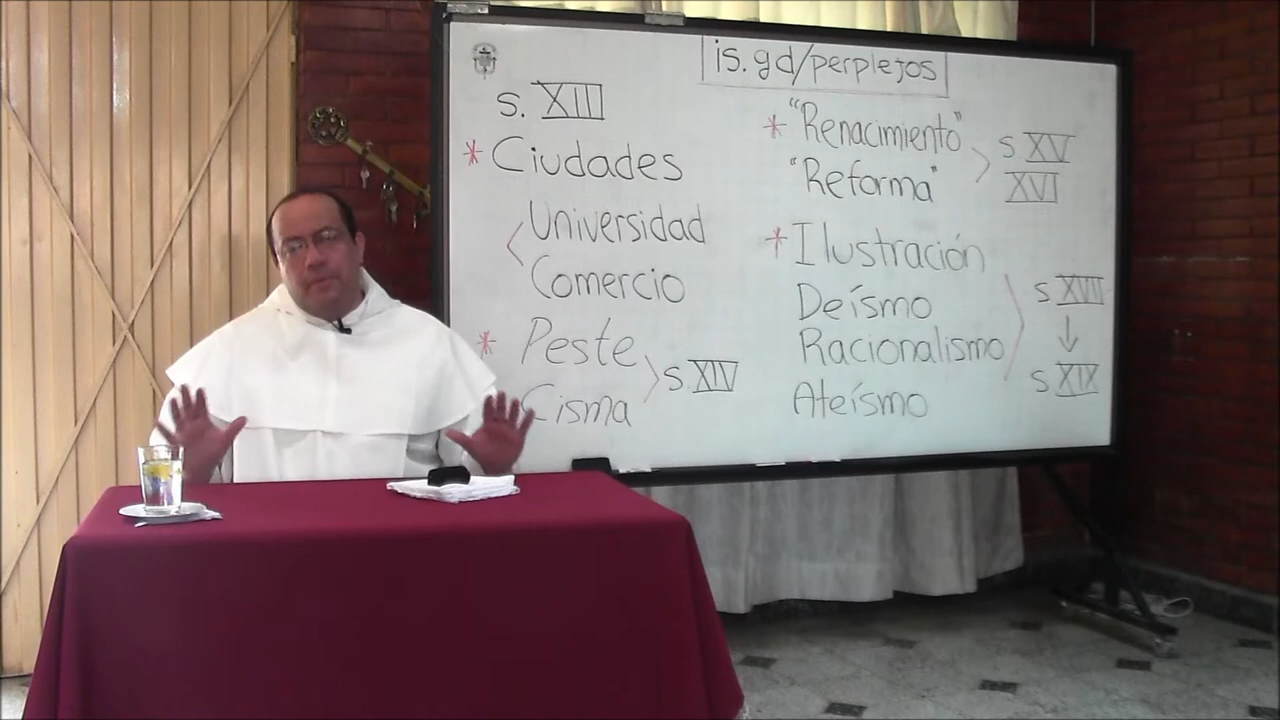 is.gd/perplejos
s. XIII
* Ciudades
Universidad
Comercio
* Peste
Cisma
s. XIV
* "Renacimiento"
"Reforma"
s XV
XVI
* Ilustración
Deísmo
Racionalismo
Ateísmo
s XVII
↓
s XIX